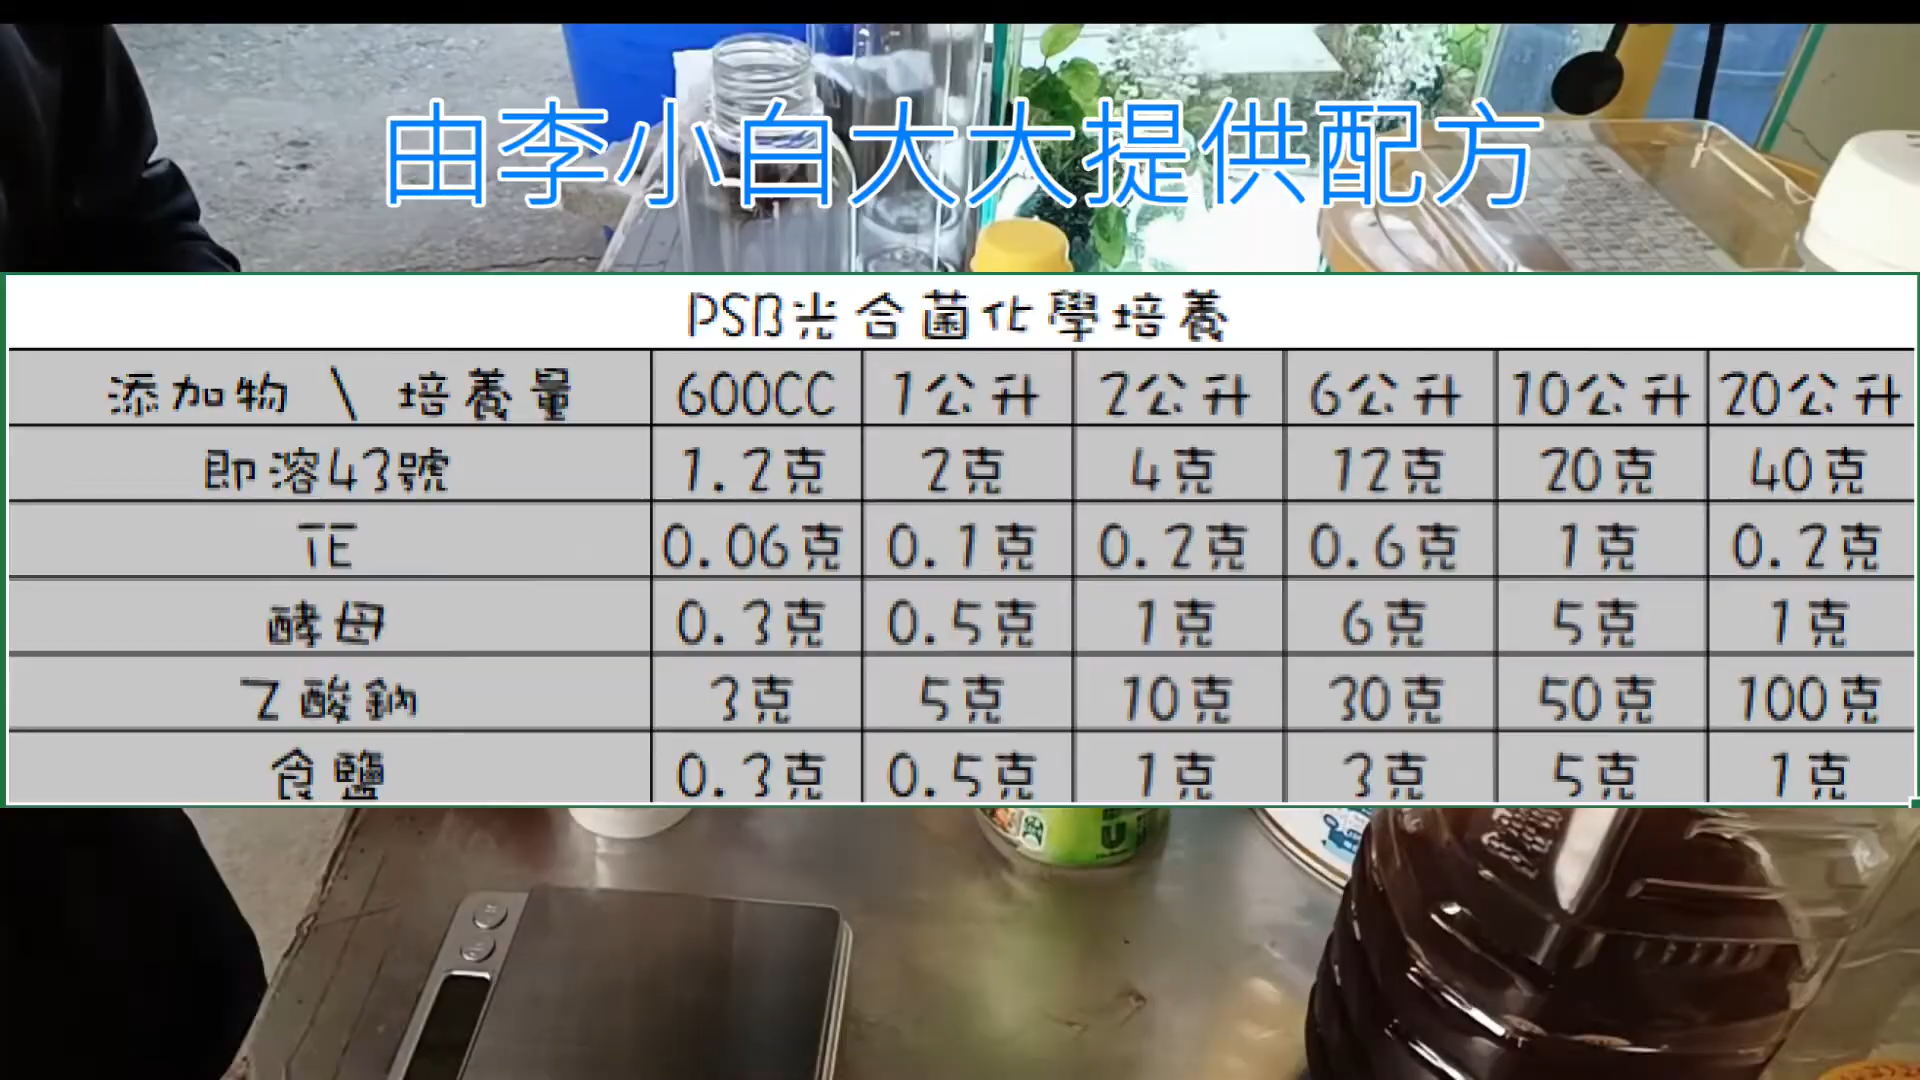 由李小白大大提供配方
PSB光合菌化學培養
添加物 \ 培養量 600CC 1公升 2公升 6公升 10公升 20公升
即溶43號 1.2克 2克 4克 12克 20克 40克
TE 0.06克 0.1克 0.2克 0.6克 1克 0.2克
酵母 0.3克 0.5克 1克 6克 5克 1克
乙酸鈉 3克 5克 10克 30克 50克 100克
食鹽 0.3克 0.5克 1克 3克 5克 1克